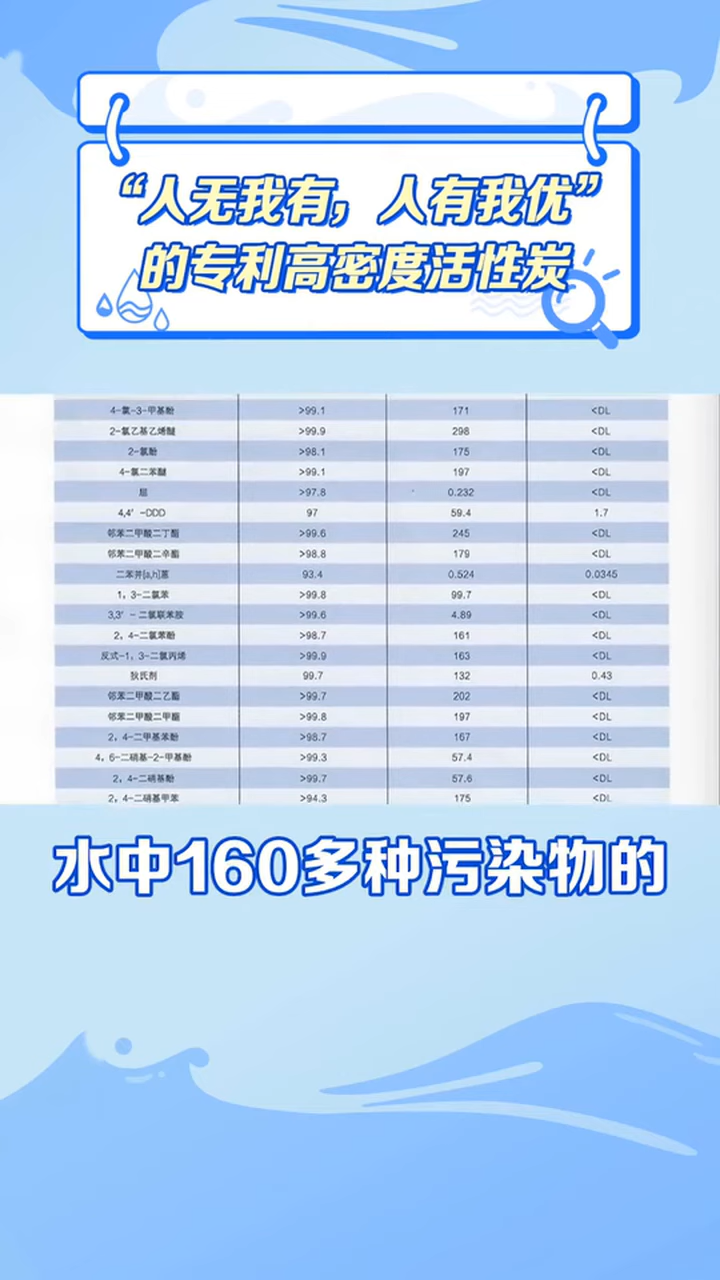 “人无我有，人有我优”
的专利高密度活性炭
4-氯-3-甲基酚 >99.1 171 <DL
2-氯乙基乙烯醚 >99.9 298 <DL
2-氯酚 >98.1 175 <DL
4-氯二苯醚 >99.1 197 <DL
屈 >97.8 0.232 <DL
4,4′-DDD 97 59.4 1.7
邻苯二甲酸二丁酯 >99.6 245 <DL
邻苯二甲酸二辛酯 >98.8 179 <DL
二苯并[a,h]蒽 93.4 0.524 0.0345
1，3-二氯苯 >99.8 99.7 <DL
3,3′-二氯联苯胺 >99.6 4.89 <DL
2，4-二氯苯酚 >98.7 161 <DL
反式-1，3-二氯丙烯 >99.9 163 <DL
狄氏剂 99.7 132 0.43
邻苯二甲酸二乙酯 >99.7 202 <DL
邻苯二甲酸二甲酯 >99.8 197 <DL
2，4-二甲基苯酚 >98.7 167 <DL
4，6-二硝基-2-甲基酚 >99.3 57.4 <DL
2，4-二硝基酚 >99.7 57.6 <DL
2，4-二硝基甲苯 >94.3 175 <DL
水中160多种污染物的